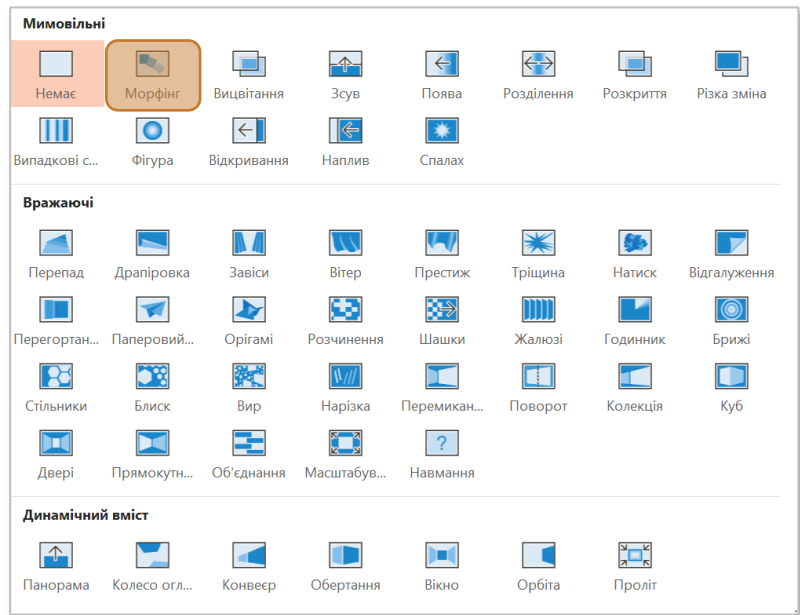 Мимовільні
Немає Морфінг Вицвітання Зсув Поява Розділення Розкриття Різка зміна
Випадкові с... Фігура Відкривання Наплив Спалах
Вражаючі
Перепад Драпіровка Завіси Вітер Престиж Тріщина Натиск Відгалуження
Перегортан... Паперовий... Орігамі Розчинення Шашки Жалюзі Годинник Брижі
Стільники Блиск Вир Нарізка Перемикан... Поворот Колекція Куб
?
Двері Прямокутн... Об'єднання Масштабув... Навмання
Динамічний вміст
Панорама Колесо огл... Конвеєр Обертання Вікно Орбіта Проліт